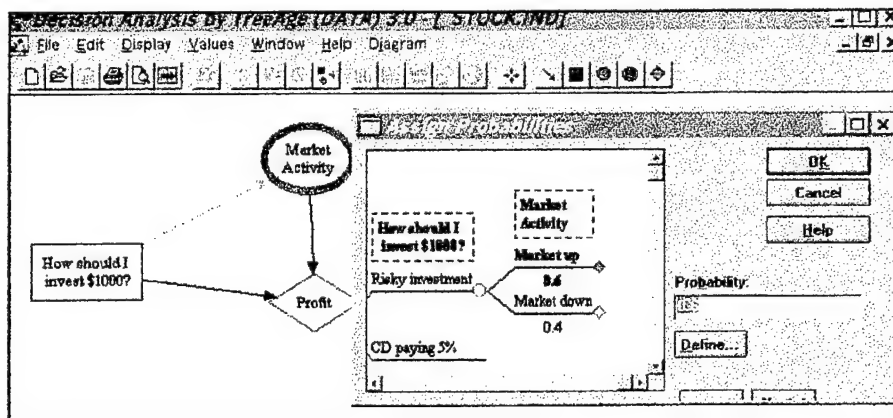 Decision Analysis by TreeAge (DATA) 3.0 - [ STOCK.IND]
File Edit Display Values Window Help Diagram
Assign Probabilities
Market
Activity
How should I
invest $1000?
Profit
How should I
invest $1000?
Market
Activity
Risky investment
Market up
0.6
Market down
0.4
CD paying 5%
OK
Cancel
Help
Probability:
Define...